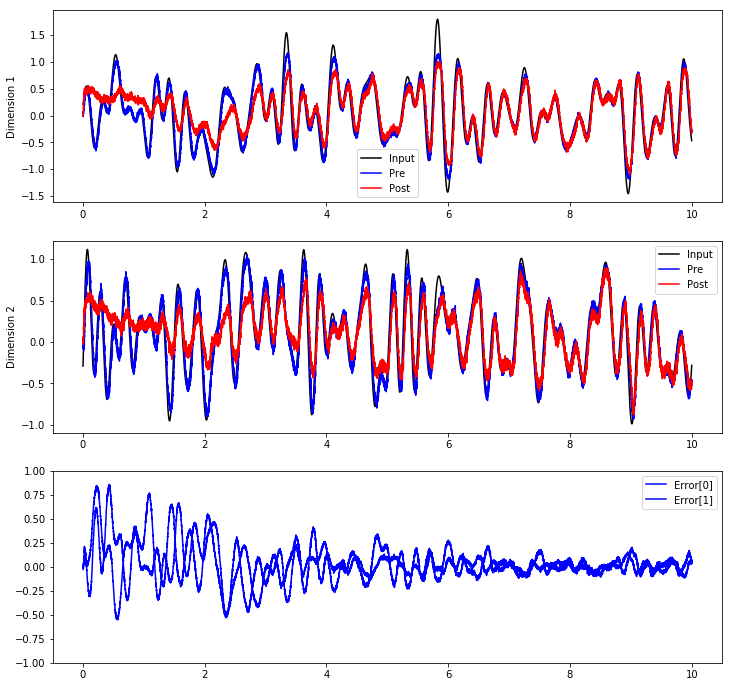 Dimension 1
1.5
1.0
0.5
0.0
−0.5
−1.0
−1.5
Input
Pre
Post
0 2 4 6 8 10
Dimension 2
1.0
0.5
0.0
−0.5
−1.0
Input
Pre
Post
0 2 4 6 8 10
1.00
0.75
0.50
0.25
0.00
−0.25
−0.50
−0.75
−1.00
Error[0]
Error[1]
0 2 4 6 8 10